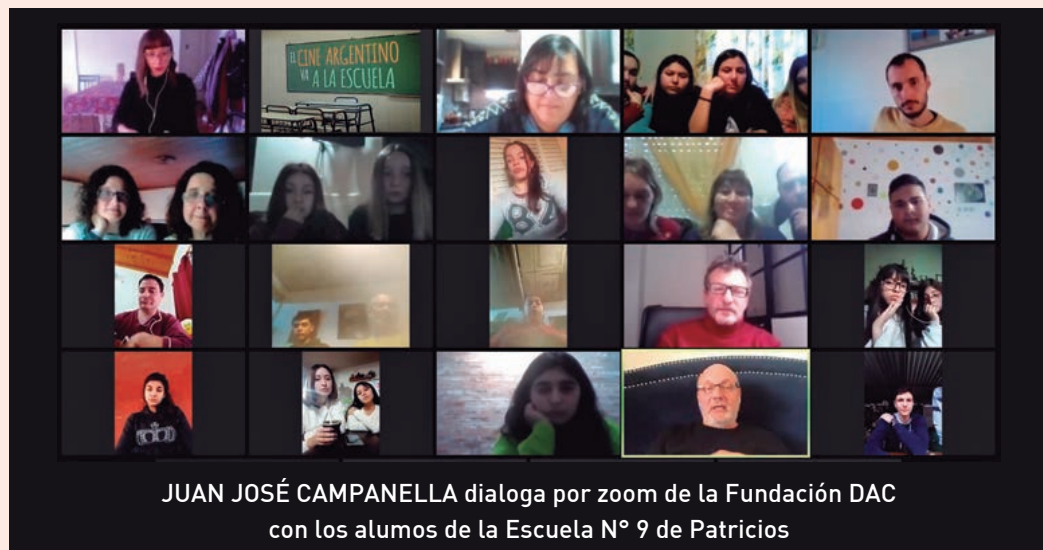 EL CINE ARGENTINO
VA A LA ESCUELA
JUAN JOSÉ CAMPANELLA dialoga por zoom de la Fundación DAC
con los alumos de la Escuela N° 9 de Patricios